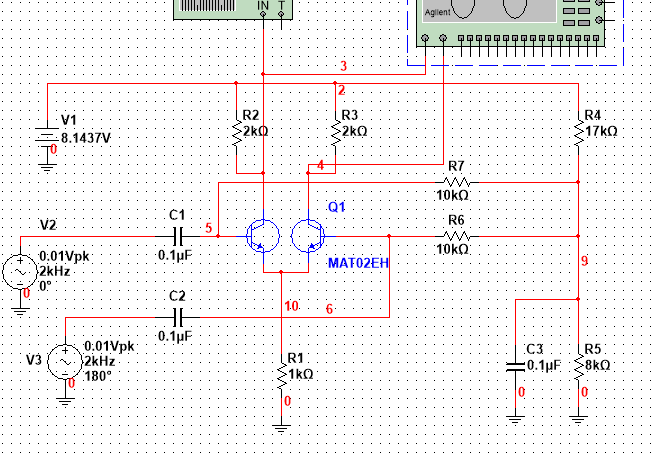 IN T
Agilent
3
2
V1
8.1437V
0
R2
2kΩ
R3
2kΩ
R4
17kΩ
4
R7
10kΩ
Q1
MAT02EH
R6
10kΩ
C1
0.1µF
5
V2
0.01Vpk
2kHz
0°
0
9
C2
0.1µF
10
6
V3
0.01Vpk
2kHz
180°
0
R1
1kΩ
0
C3
0.1µF
0
R5
8kΩ
0